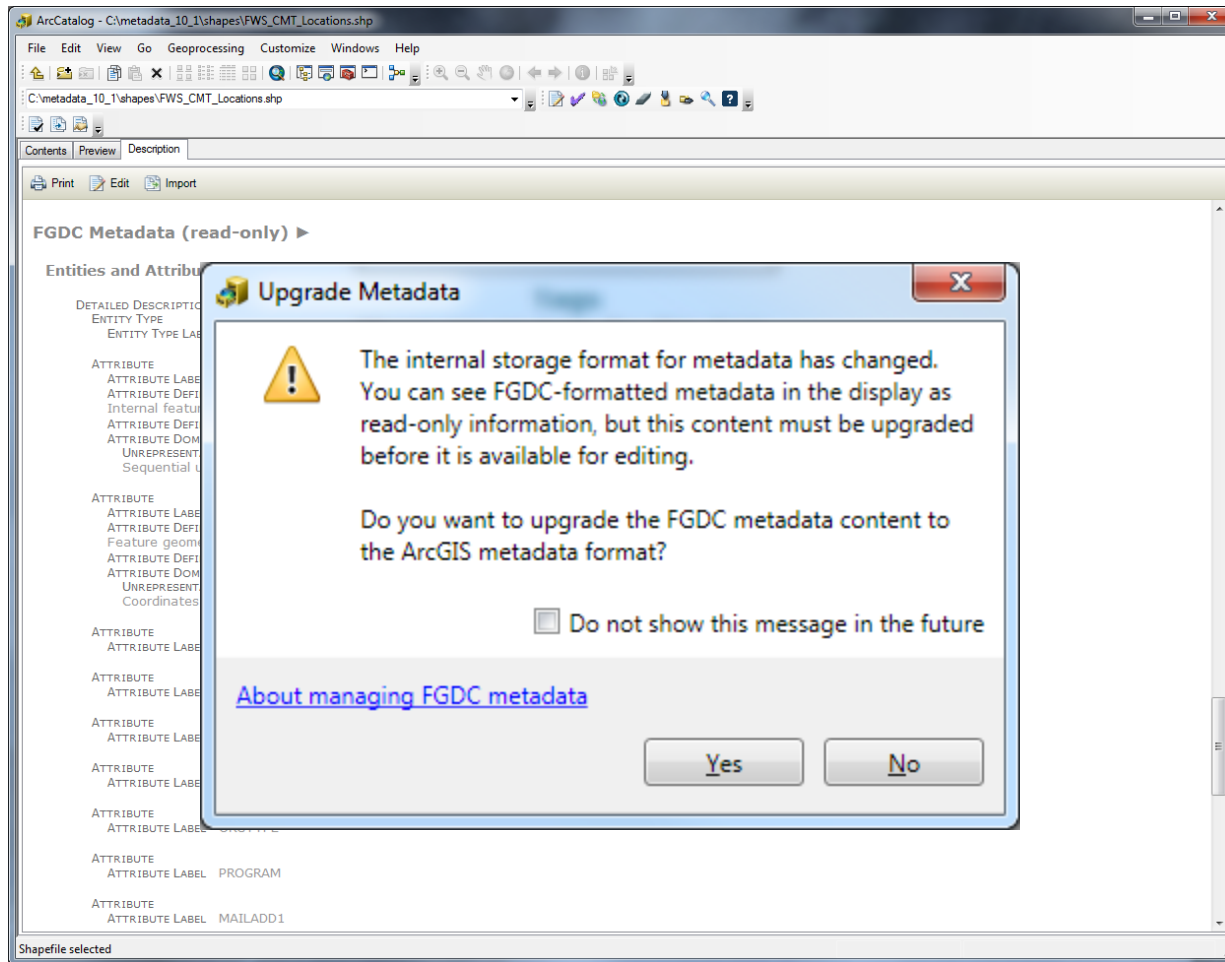 ArcCatalog - C:\metadata_10_1\shapes\FWS_CMT_Locations.shp
File Edit View Go Geoprocessing Customize Windows Help
C:\metadata_10_1\shapes\FWS_CMT_Locations.shp
Contents Preview Description
Print Edit Import
FGDC Metadata (read-only) ►
Entities and Attribu
DETAILED DESCRIPTIO
ENTITY TYPE
ENTITY TYPE LAB
ATTRIBUTE
ATTRIBUTE LABE
ATTRIBUTE DEFI
Internal featur
ATTRIBUTE DEFI
ATTRIBUTE DOM
UNREPRESENT
Sequential u
ATTRIBUTE
ATTRIBUTE LABE
ATTRIBUTE DEFI
Feature geom
ATTRIBUTE DEFI
ATTRIBUTE DOM
UNREPRESENT
Coordinates
ATTRIBUTE
ATTRIBUTE LABE
ATTRIBUTE
ATTRIBUTE LABE
ATTRIBUTE
ATTRIBUTE LABE
ATTRIBUTE
ATTRIBUTE LABE
ATTRIBUTE
ATTRIBUTE LABEL
ATTRIBUTE
ATTRIBUTE LABEL PROGRAM
ATTRIBUTE
ATTRIBUTE LABEL MAILADD1
Shapefile selected
Upgrade Metadata
The internal storage format for metadata has changed.
You can see FGDC-formatted metadata in the display as
read-only information, but this content must be upgraded
before it is available for editing.
Do you want to upgrade the FGDC metadata content to
the ArcGIS metadata format?
Do not show this message in the future
About managing FGDC metadata
Yes No